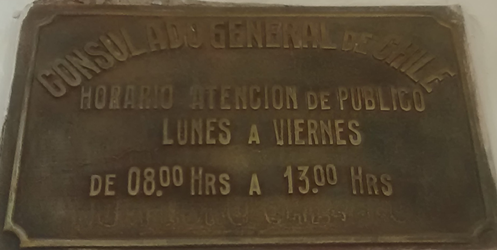 CONSULADO GENERAL DE CHILE
HORARIO ATENCION DE PUBLICO
LUNES A VIERNES
DE 08.00 HRS A 13.00 HRS